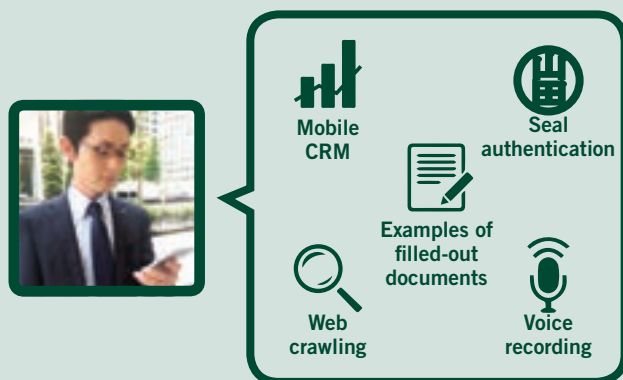 Mobile
CRM
Seal
authentication
Examples of
filled-out
documents
Web
crawling
Voice
recording